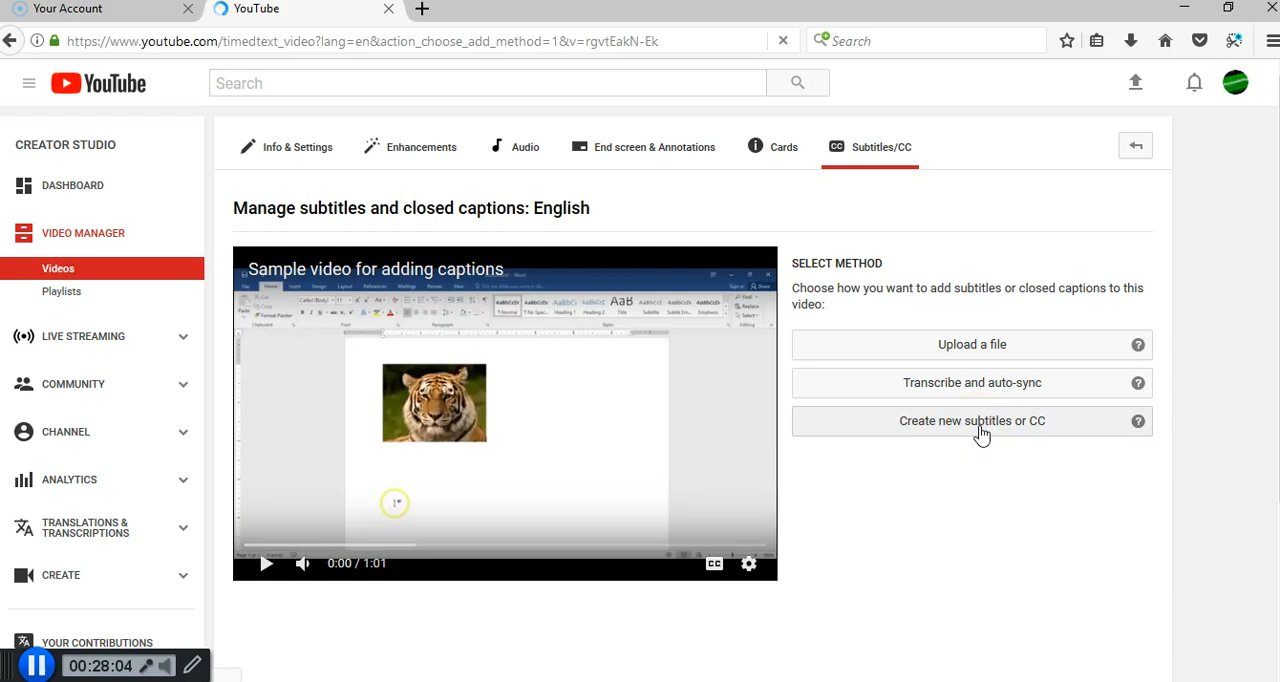 Your Account
YouTube
https://www.youtube.com/timedtext_video?lang=en&action_choose_add_method=1&v=rgvtEakN-Ek
Search
YouTube
Search
CREATOR STUDIO
DASHBOARD
VIDEO MANAGER
Videos
Playlists
LIVE STREAMING
COMMUNITY
CHANNEL
ANALYTICS
TRANSLATIONS &
TRANSCRIPTIONS
CREATE
YOUR CONTRIBUTIONS
00:28:04
Info & Settings
Enhancements
Audio
End screen & Annotations
Cards
CC Subtitles/CC
Manage subtitles and closed captions: English
Sample video for adding captions
0:00 / 1:01
CC
SELECT METHOD
Choose how you want to add subtitles or closed captions to this
video:
Upload a file
Transcribe and auto-sync
Create new subtitles or CC